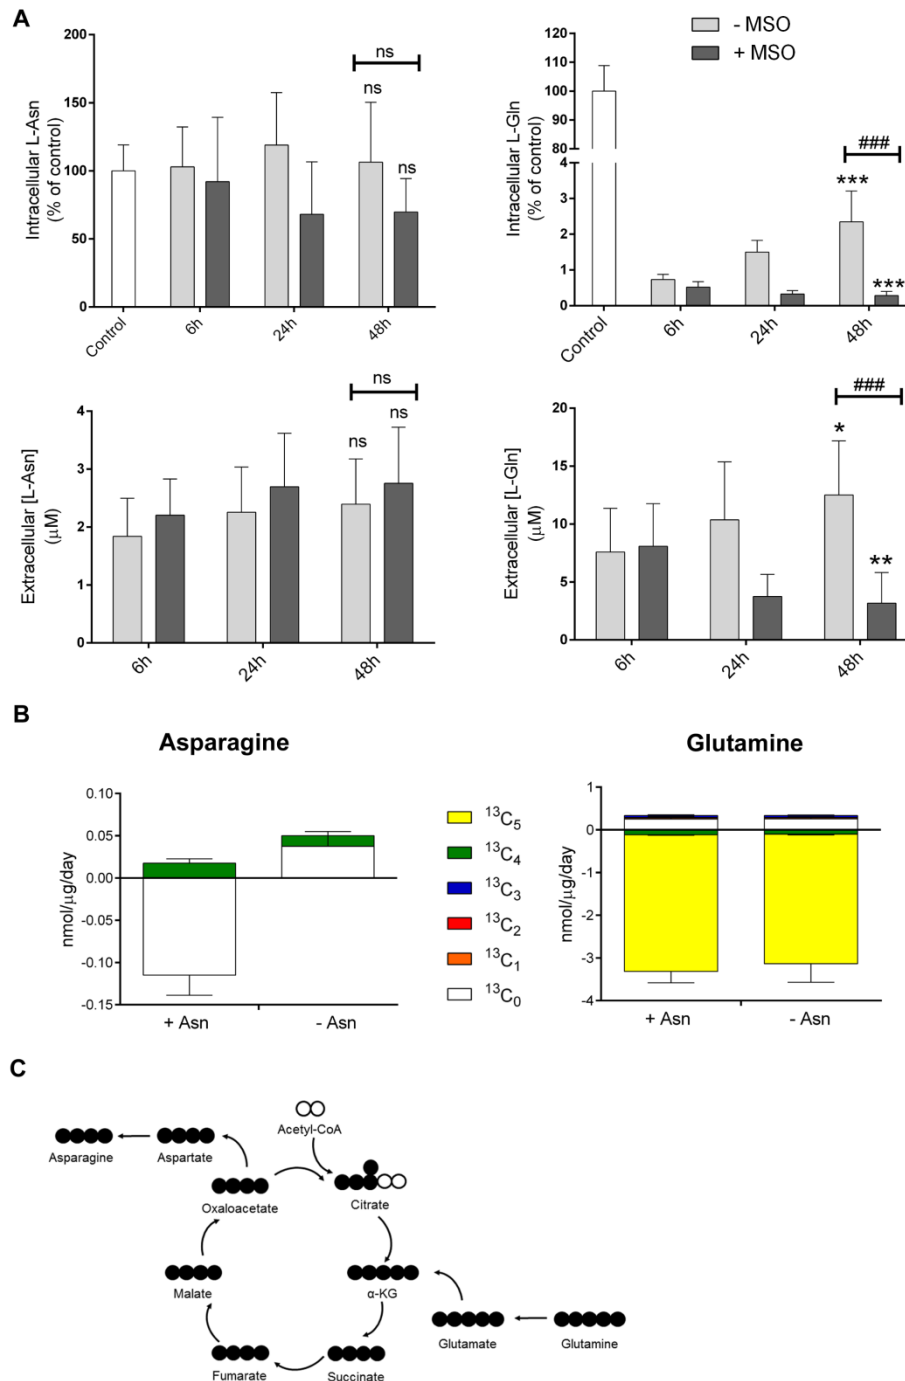 A
Intracellular L-Asn
(% of control)
200
150
100
50
0
ns
ns
ns
Control
6h
24h
48h
- MSO
+ MSO
Intracellular L-Gln
(% of control)
120
110
100
90
80
4
2
1
0
###
***
***
Control
6h
24h
48h
Extracellular [L-Asn]
(μM)
4
3
2
1
0
ns
ns
ns
6h
24h
48h
Extracellular [L-Gln]
(μM)
20
15
10
5
0
###
*
**
6h
24h
48h
B
Asparagine
nmol/μg/day
0.10
0.05
0.00
-0.05
-0.10
-0.15
+ Asn
- Asn
¹³C₅
¹³C₄
¹³C₃
¹³C₂
¹³C₁
¹³C₀
Glutamine
nmol/μg/day
1
0
-1
-2
-3
-4
+ Asn
- Asn
C
Acetyl-CoA
Asparagine
Aspartate
Oxaloacetate
Citrate
Malate
α-KG
Glutamate
Glutamine
Fumarate
Succinate